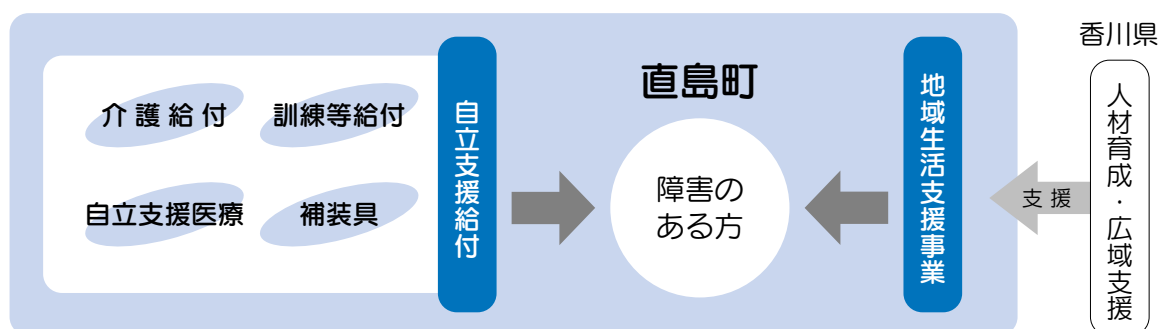 介護給付
訓練等給付
自立支援医療
補装具
自立支援給付
直島町
障害の
ある方
地域生活支援事業
支援
香川県
人材育成・広域支援